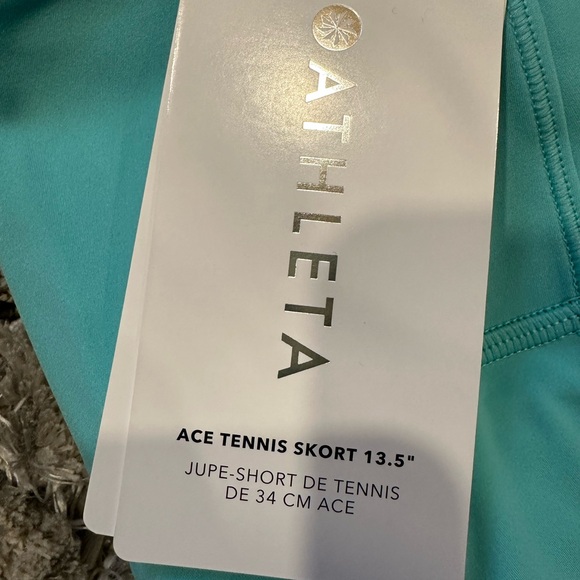 ATHLETA
ACE TENNIS SKORT 13.5"
JUPE-SHORT DE TENNIS
DE 34 CM ACE